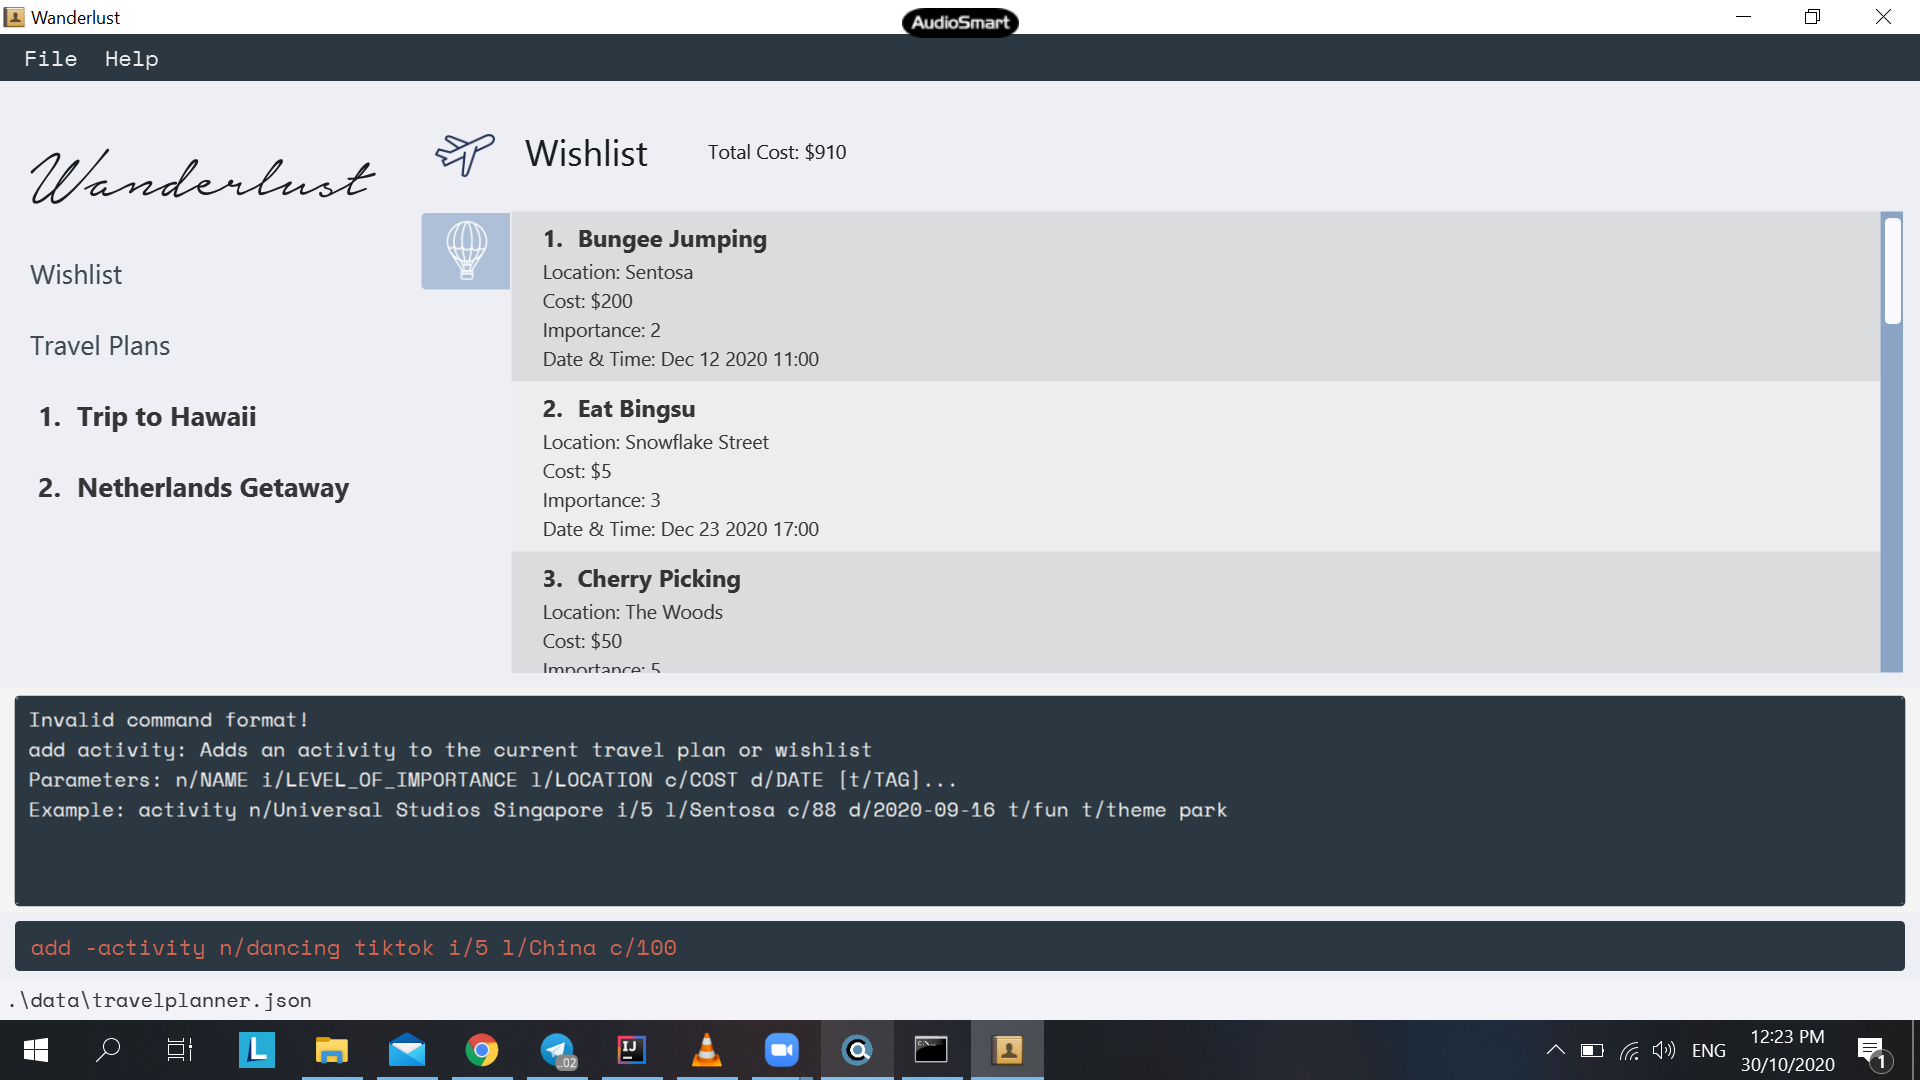 Wanderlust
AudioSmart
File Help
Wanderlust
Wishlist
Travel Plans
1. Trip to Hawaii
2. Netherlands Getaway
Wishlist Total Cost: $910
1. Bungee Jumping
Location: Sentosa
Cost: $200
Importance: 2
Date & Time: Dec 12 2020 11:00
2. Eat Bingsu
Location: Snowflake Street
Cost: $5
Importance: 3
Date & Time: Dec 23 2020 17:00
3. Cherry Picking
Location: The Woods
Cost: $50
Importance: 5
Invalid command format!
add activity: Adds an activity to the current travel plan or wishlist
Parameters: n/NAME i/LEVEL_OF_IMPORTANCE l/LOCATION c/COST d/DATE [t/TAG]...
Example: activity n/Universal Studios Singapore i/5 l/Sentosa c/88 d/2020-09-16 t/fun t/theme park
add -activity n/dancing tiktok i/5 l/China c/100
.\data\travelplanner.json
L
..02
IJ
C:\
ENG
12:23 PM
30/10/2020
1